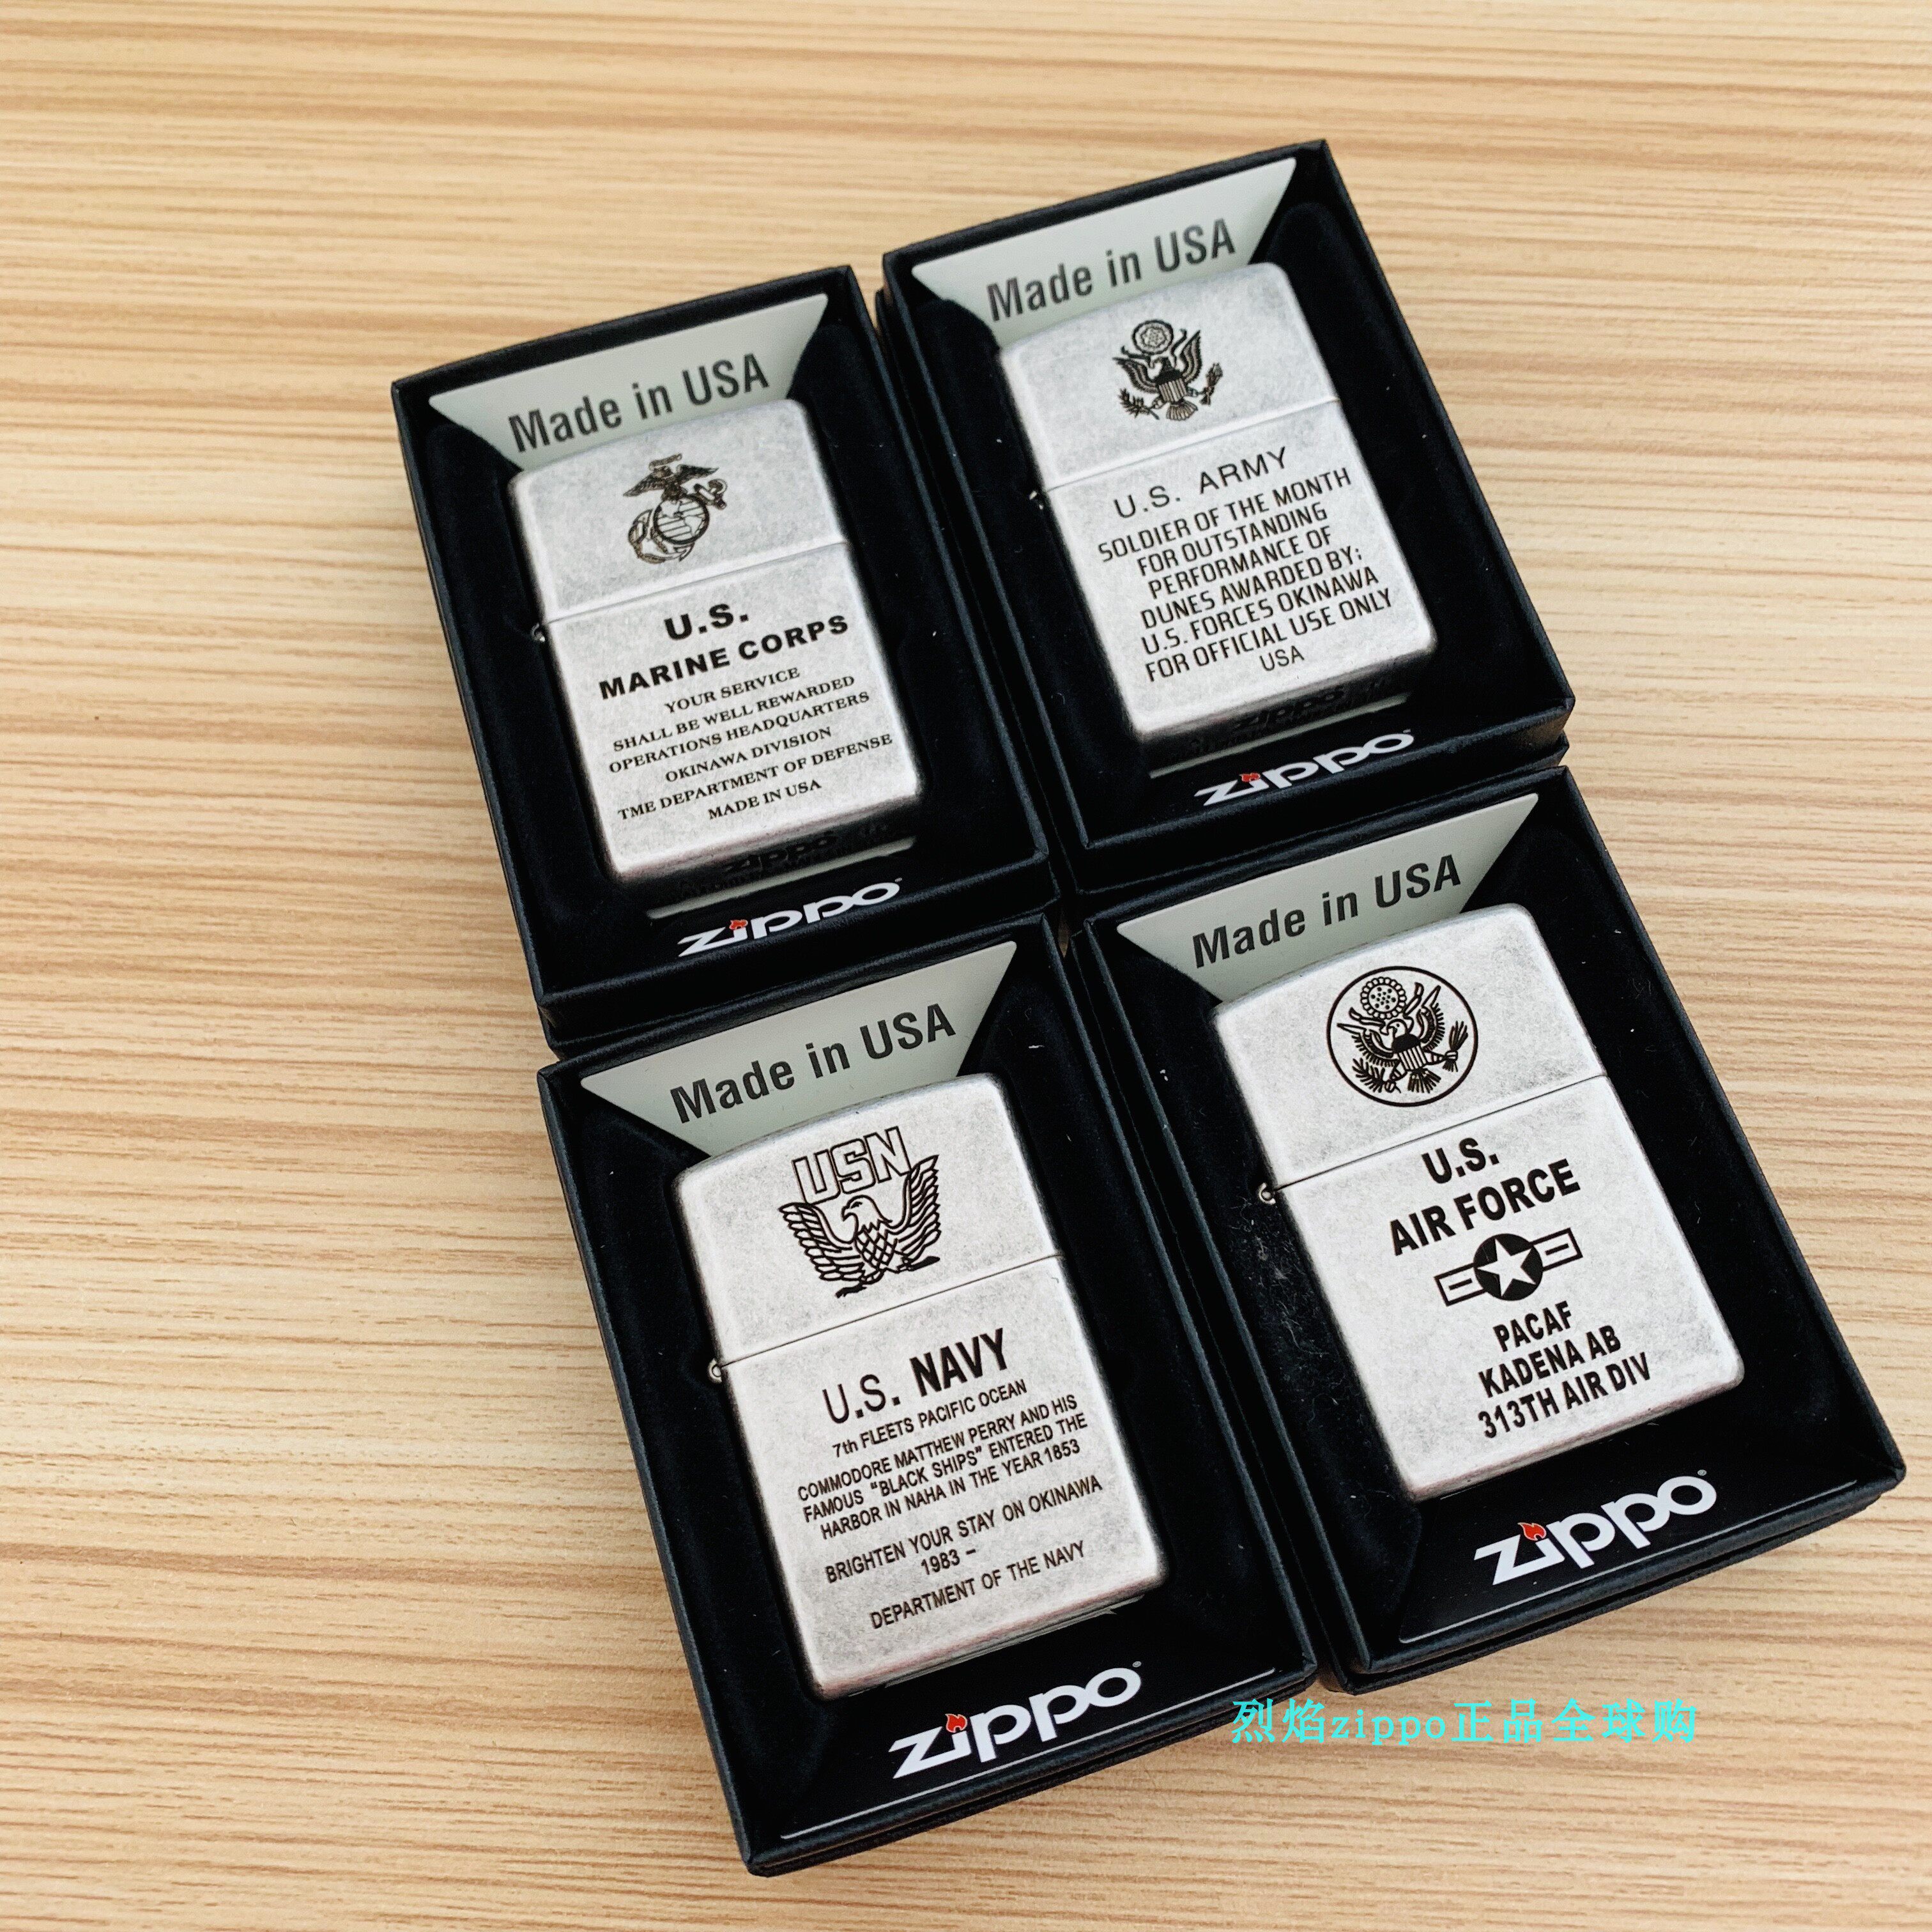 Made in USA
U.S.
MARINE CORPS
YOUR SERVICE
SHALL BE WELL REWARDED
OPERATIONS HEADQUARTERS
OKINAWA DIVISION
TME DEPARTMENT OF DEFENSE
MADE IN USA
zippo
Made in USA
U.S. ARMY
SOLDIER OF THE MONTH
FOR OUTSTANDING
PERFORMANCE OF
DUNES AWARDED BY;
U.S. FORCES OKINAWA
FOR OFFICIAL USE ONLY
USA
zippo
Made in USA
USN
U.S. NAVY
7th FLEETS PACIFIC OCEAN
COMMODORE MATTHEW PERRY AND HIS
FAMOUS "BLACK SHIPS" ENTERED THE
HARBOR IN NAHA IN THE YEAR 1853
BRIGHTEN YOUR STAY ON OKINAWA
1983 –
DEPARTMENT OF THE NAVY
zippo
Made in USA
U.S.
AIR FORCE
PACAF
KADENA AB
313TH AIR DIV
zippo
烈焰zippo正品全球购